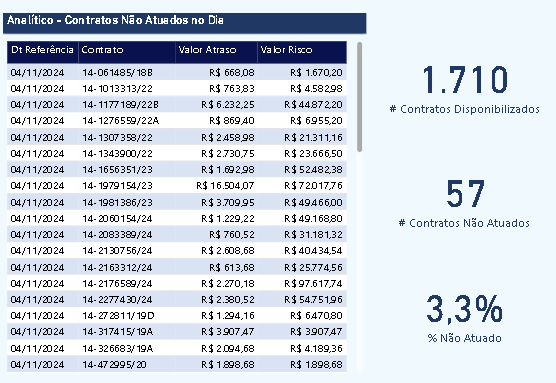 Analítico - Contratos Não Atuados no Dia
Dt Referência Contrato Valor Atraso Valor Risco
04/11/2024 14-061485/18B R$ 668,08 R$ 1.670,20
04/11/2024 14-1013313/22 R$ 763,83 R$ 4.582,98
04/11/2024 14-1177189/22B R$ 6.232,25 R$ 44.872,20
04/11/2024 14-1276559/22A R$ 869,40 R$ 6.955,20
04/11/2024 14-1307358/22 R$ 2.458,98 R$ 21.311,16
04/11/2024 14-1343900/22 R$ 2.730,75 R$ 23.666,50
04/11/2024 14-1656351/23 R$ 1.692,98 R$ 52.482,38
04/11/2024 14-1979154/23 R$ 16.504,07 R$ 72.017,76
04/11/2024 14-1981386/23 R$ 3.709,95 R$ 49.466,00
04/11/2024 14-2060154/24 R$ 1.229,22 R$ 49.168,80
04/11/2024 14-2083389/24 R$ 760,52 R$ 31.181,32
04/11/2024 14-2130756/24 R$ 2.608,68 R$ 40.434,54
04/11/2024 14-2163312/24 R$ 613,68 R$ 25.774,56
04/11/2024 14-2176589/24 R$ 2.270,18 R$ 97.617,74
04/11/2024 14-2277430/24 R$ 2.380,52 R$ 54.751,96
04/11/2024 14-272811/19D R$ 1.294,16 R$ 6.470,80
04/11/2024 14-317415/19A R$ 3.907,47 R$ 3.907,47
04/11/2024 14-326683/19A R$ 2.094,68 R$ 4.189,36
04/11/2024 14-472995/20 R$ 1.898,68 R$ 1.898,68
1.710
# Contratos Disponibilizados
57
# Contratos Não Atuados
3,3%
% Não Atuado